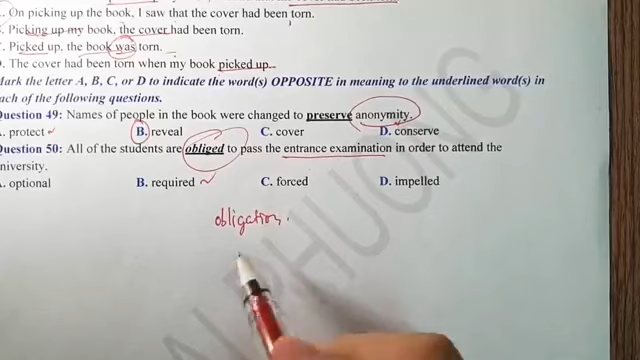 . On picking up the book, I saw that the cover had been torn.
. Picking up my book, the cover had been torn.
. Picked up, the book was torn.
. The cover had been torn when my book picked up.
Mark the letter A, B, C, or D to indicate the word(s) OPPOSITE in meaning to the underlined word(s) in
each of the following questions.
Question 49: Names of people in the book were changed to preserve anonymity.
. protect B. reveal C. cover D. conserve
Question 50: All of the students are obliged to pass the entrance examination in order to attend the
university.
. optional B. required C. forced D. impelled
obligation.
PHUONG